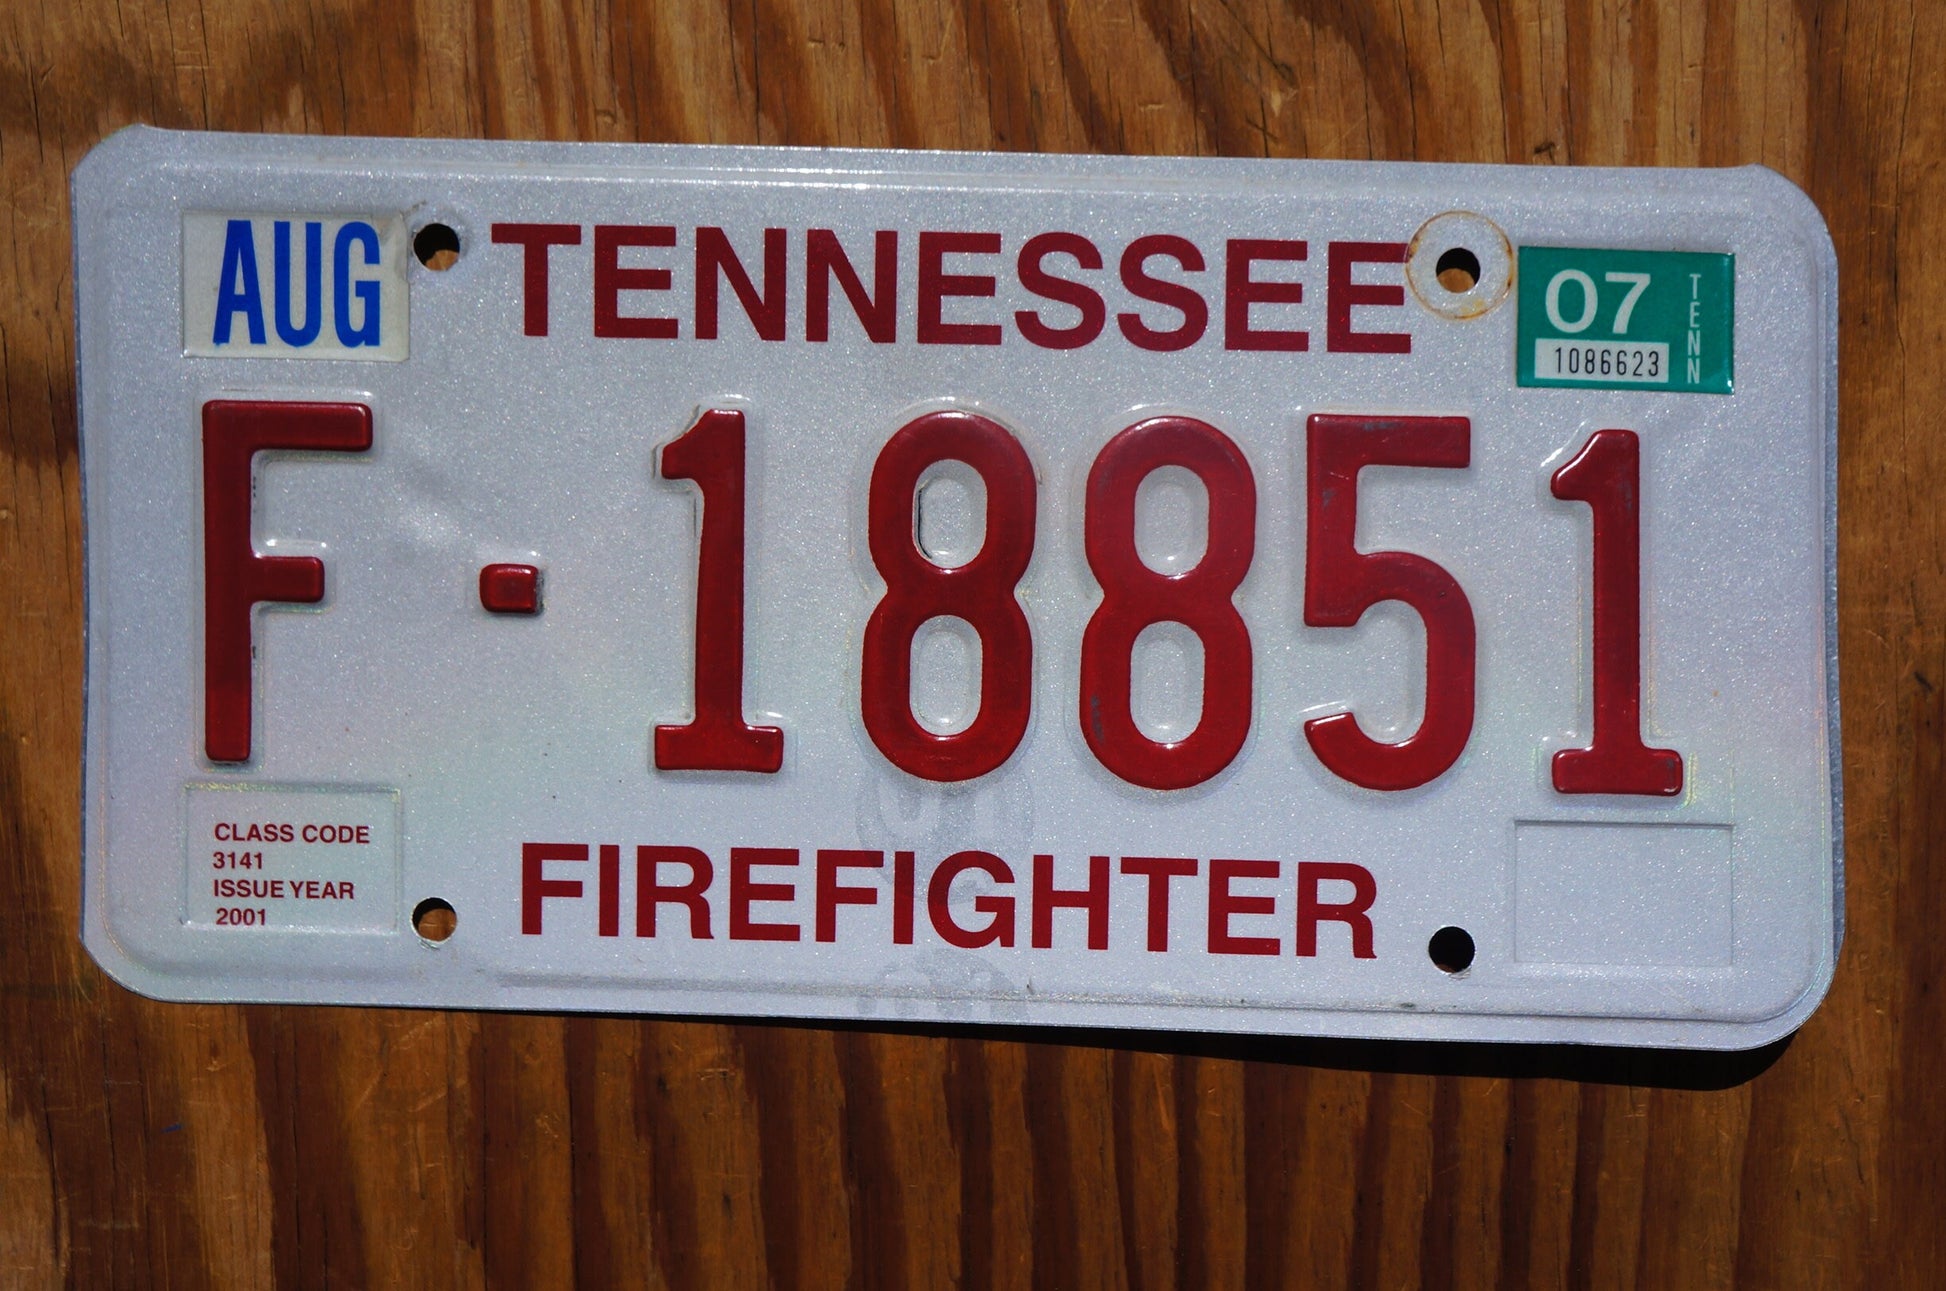 AUG
TENNESSEE
07
TENN
1086623
F-18851
CLASS CODE
3141
ISSUE YEAR
2001
FIREFIGHTER